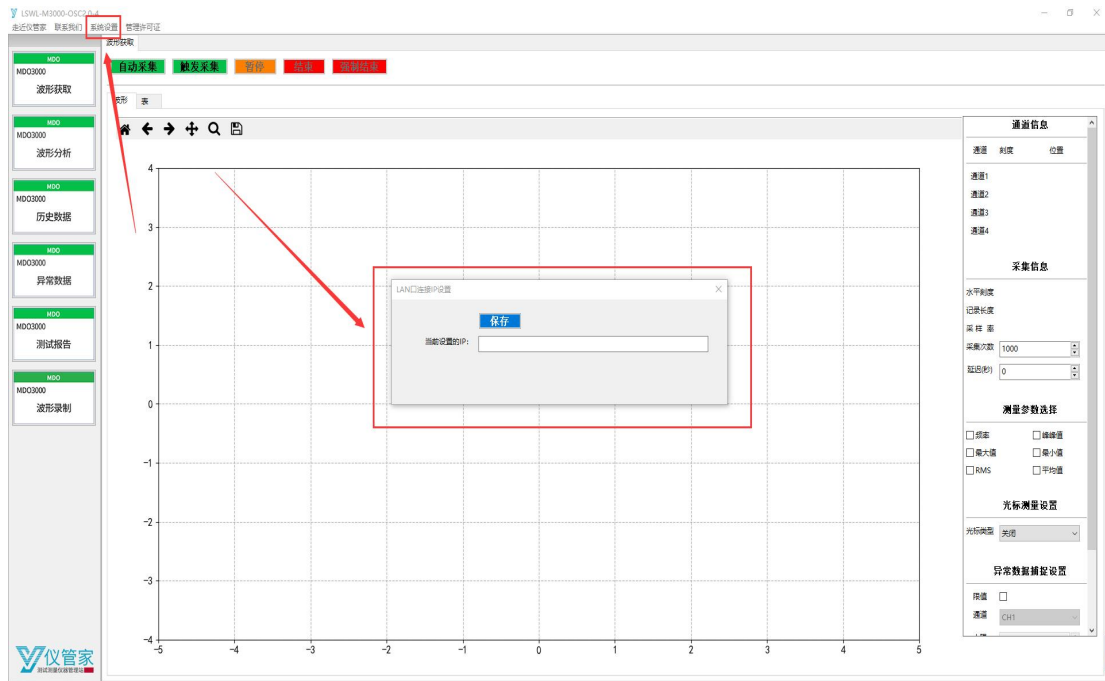 LSWL-M3000-OSC2.0-4
走近仪管家 联系我们 系统设置 管理许可证
波形获取
自动采集 触发采集 暂停 结束 强制结束
波形 表
MDO
MDO3000
波形获取
MDO
MDO3000
波形分析
MDO
MDO3000
历史数据
MDO
MDO3000
异常数据
MDO
MDO3000
测试报告
MDO
MDO3000
波形录制
仪管家
4
3
2
1
0
-1
-2
-3
-4
-5 -4 -3 -2 -1 0 1 2 3 4 5
LAN口连接IP设置
保存
当前设置的IP:
通道信息
通道 刻度 位置
通道1
通道2
通道3
通道4
采集信息
水平刻度
记录长度
采 样 率
采集次数 1000
延迟(秒) 0
测量参数选择
频率 峰峰值
最大值 最小值
RMS 平均值
光标测量设置
光标类型 关闭
异常数据捕捉设置
限值
通道 CH1